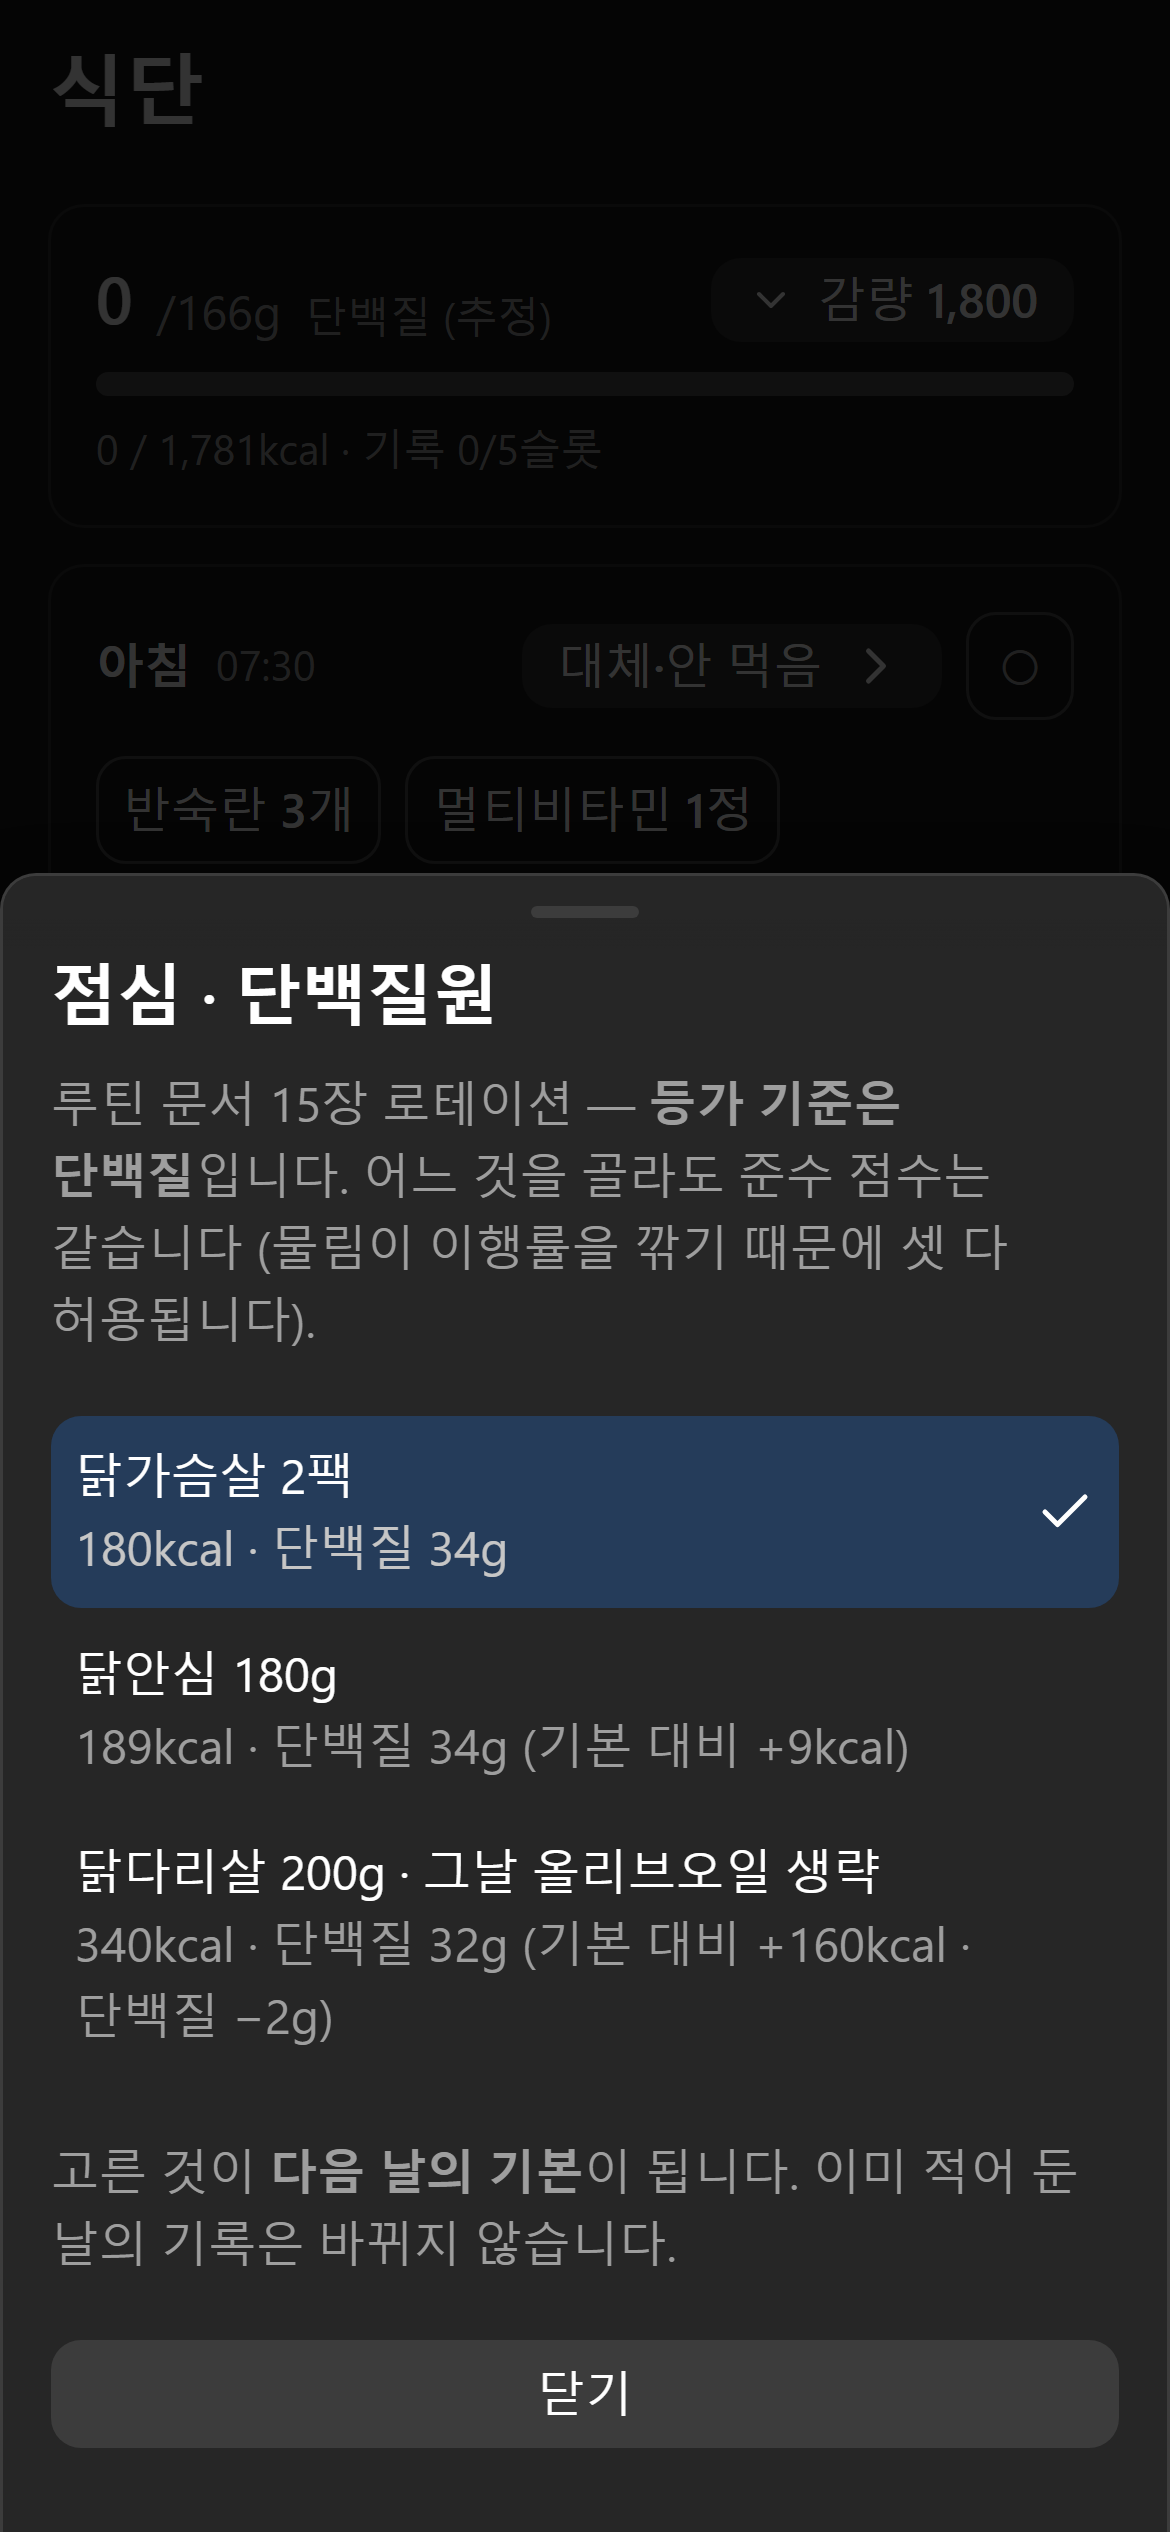 식단
0 /166g 단백질 (추정)
감량 1,800
0 / 1,781kcal · 기록 0/5슬롯
아침 07:30
대체·안 먹음
반숙란 3개
멀티비타민 1정
점심 · 단백질원
루틴 문서 15장 로테이션 — 등가 기준은
단백질입니다. 어느 것을 골라도 준수 점수는
같습니다 (물림이 이행률을 깎기 때문에 셋 다
허용됩니다).
닭가슴살 2팩
180kcal · 단백질 34g
닭안심 180g
189kcal · 단백질 34g (기본 대비 +9kcal)
닭다리살 200g · 그날 올리브오일 생략
340kcal · 단백질 32g (기본 대비 +160kcal ·
단백질 −2g)
고른 것이 다음 날의 기본이 됩니다. 이미 적어 둔
날의 기록은 바뀌지 않습니다.
닫기